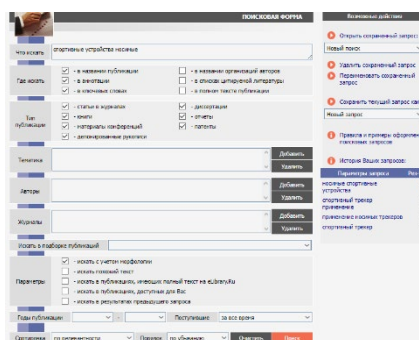 ПОИСКОВАЯ ФОРМА
Что искать
спортивные устройства носимые
Где искать
- в названии публикации
- в аннотации
- в ключевых словах
- в названии организаций авторов
- в списках цитируемой литературы
- в полном тексте публикации
Тип публикации
- статьи в журналах
- книги
- материалы конференций
- депонированные рукописи
- диссертации
- отчеты
- патенты
Тематика
Добавить
Удалить
Авторы
Добавить
Удалить
Журналы
Добавить
Удалить
Искать в подборке публикаций
Параметры
- искать с учетом морфологии
- искать похожий текст
- искать в публикациях, имеющих полный текст на eLibrary.Ru
- искать в публикациях, доступных для Вас
- искать в результатах предыдущего запроса
Годы публикации
-
Поступившие
за все время
Сортировка
по релевантности
Порядок
по убыванию
Очистить
Поиск
Возможные действия
Открыть сохраненный запрос:
Новый поиск
Удалить сохраненный запрос
Переименовать сохраненный
запрос
Сохранить текущий запрос как
Новый запрос
Правила и примеры
поисковых запросов
История Ваших запросов:
Параметры запроса
носимые спортивные
устройства
спортивный трекер
применение
применение носимых трекеров
спортивный трекер